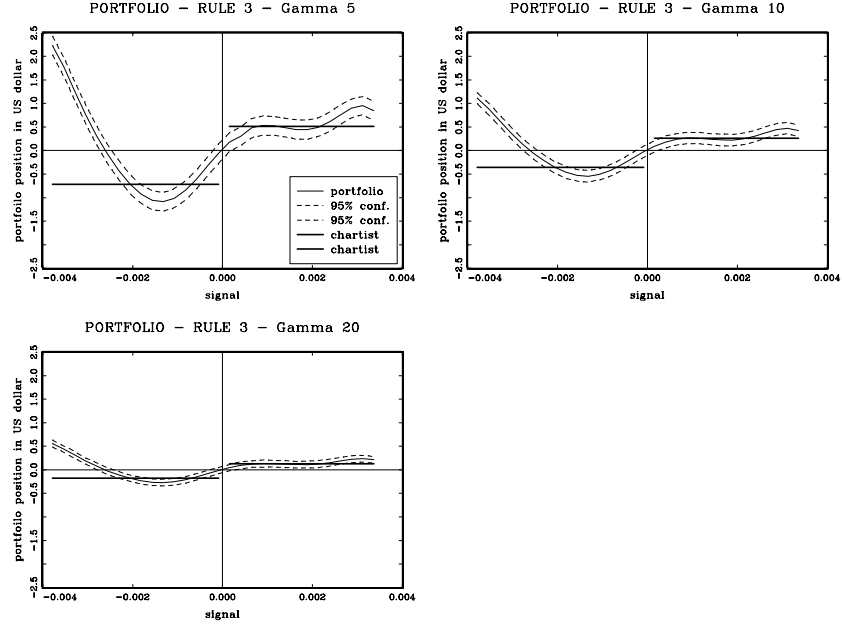 PORTFOLIO − RULE 3 − Gamma 5
portfolio position in US dollar
2.5
2.0
1.5
1.0
0.5
0.0
−0.5
−1.5
−2.5
portfolio
95% conf.
95% conf.
chartist
chartist
−0.004 −0.002 0.000 0.002 0.004
signal
PORTFOLIO − RULE 3 − Gamma 10
portfolio position in US dollar
2.5
2.0
1.5
1.0
0.5
0.0
−0.5
−1.5
−2.5
−0.004 −0.002 0.000 0.002 0.004
signal
PORTFOLIO − RULE 3 − Gamma 20
portfolio position in US dollar
2.5
2.0
1.5
1.0
0.5
0.0
−0.5
−1.5
−2.5
−0.004 −0.002 0.000 0.002 0.004
signal